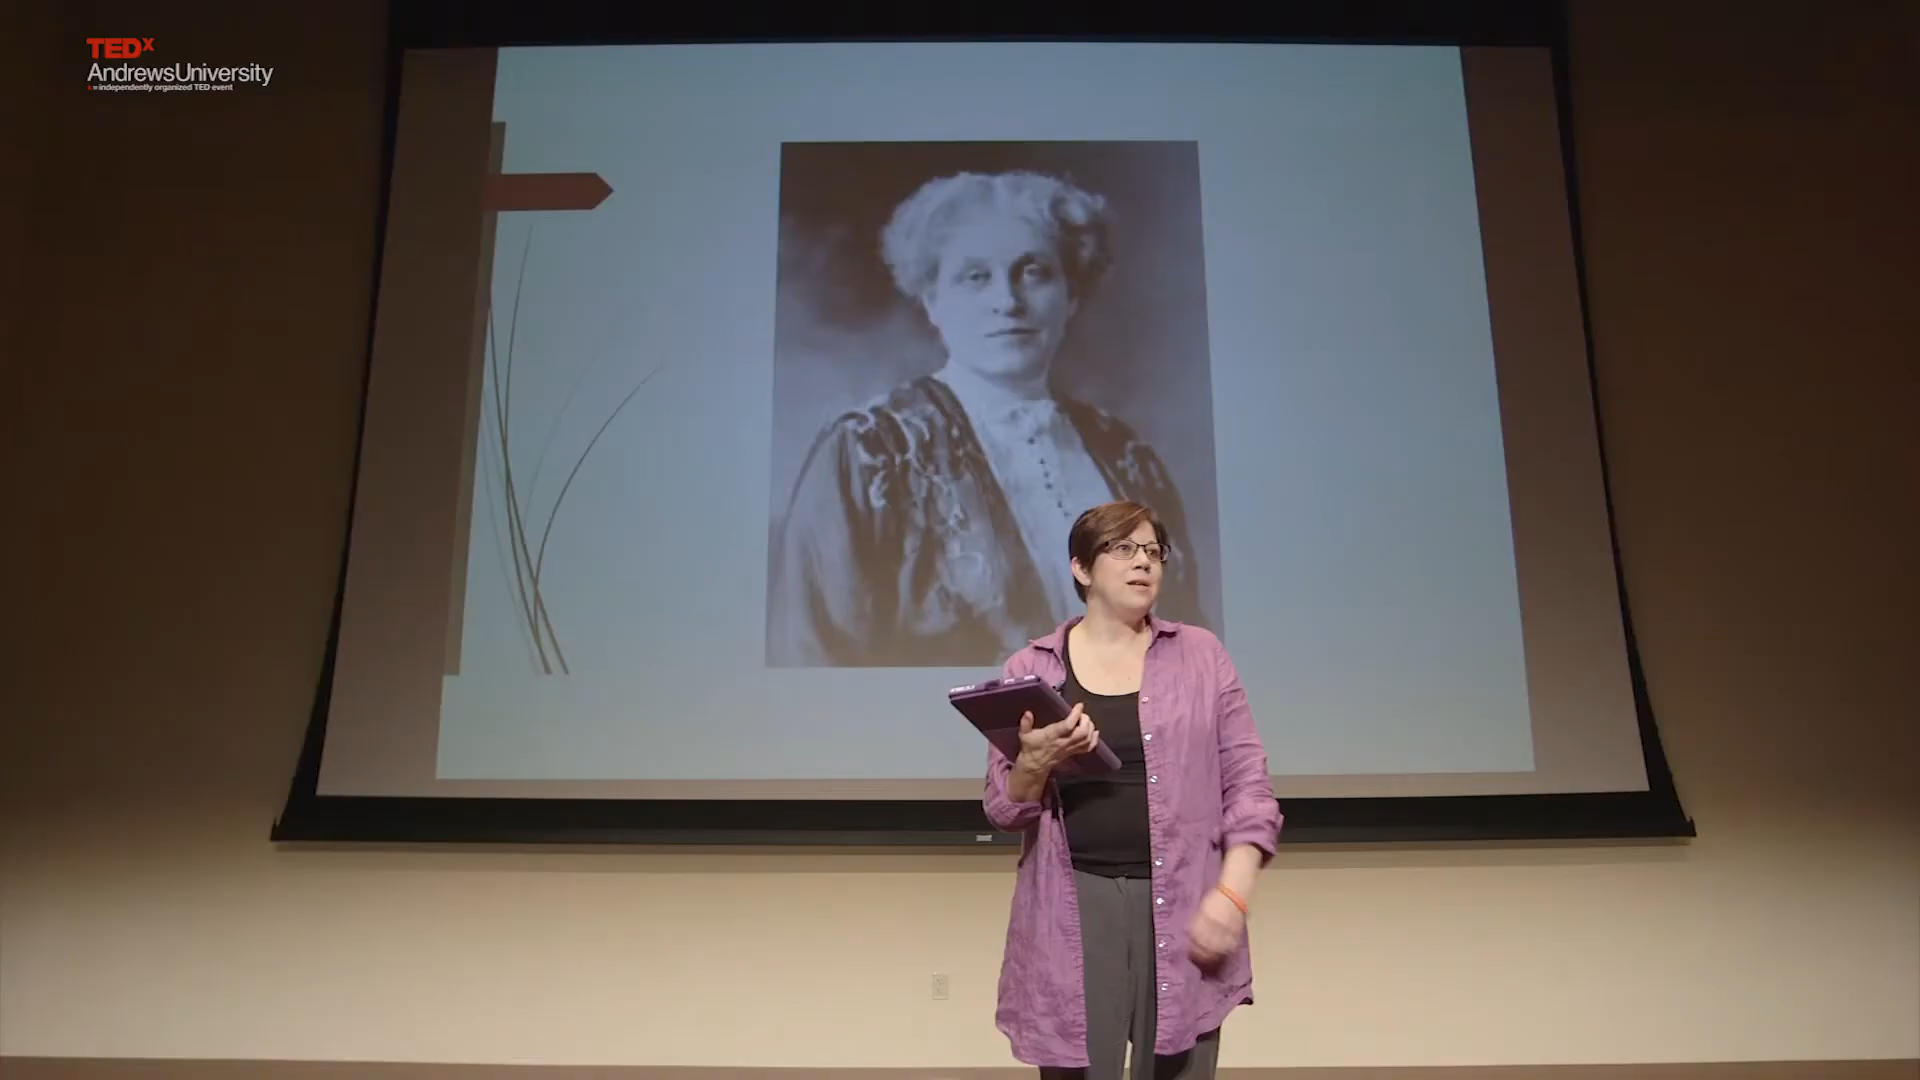 TEDx
AndrewsUniversity
x = independently organized TED event